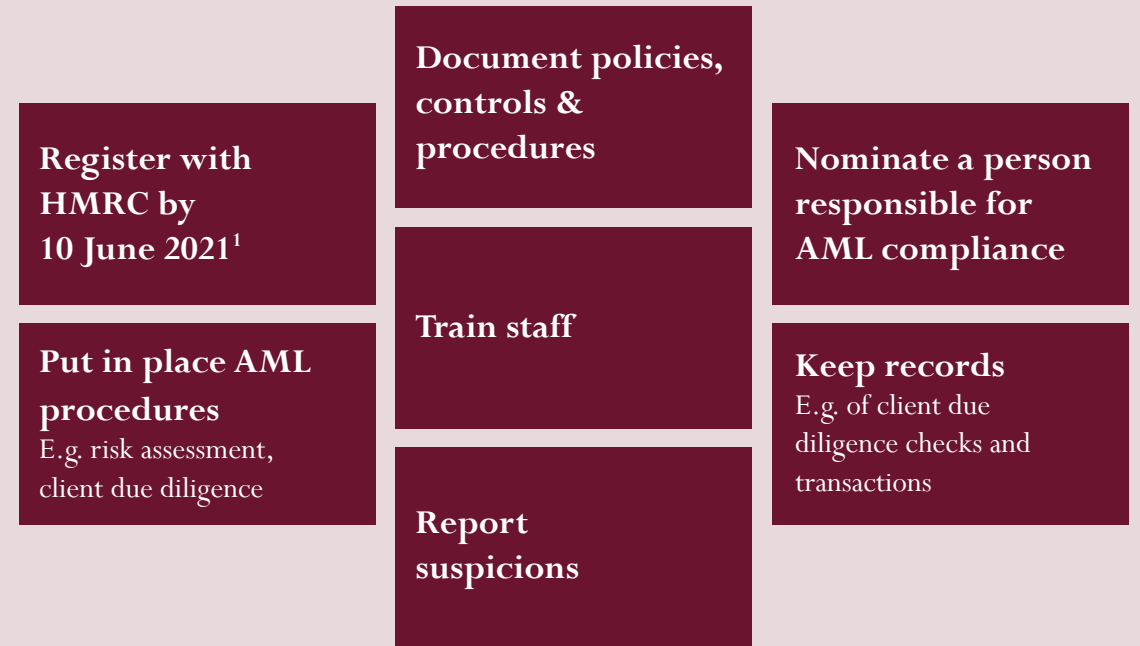 Register with
HMRC by
10 June 2021¹
Put in place AML
procedures
E.g. risk assessment,
client due diligence
Document policies,
controls &
procedures
Train staff
Report
suspicions
Nominate a person
responsible for
AML compliance
Keep records
E.g. of client due
diligence checks and
transactions